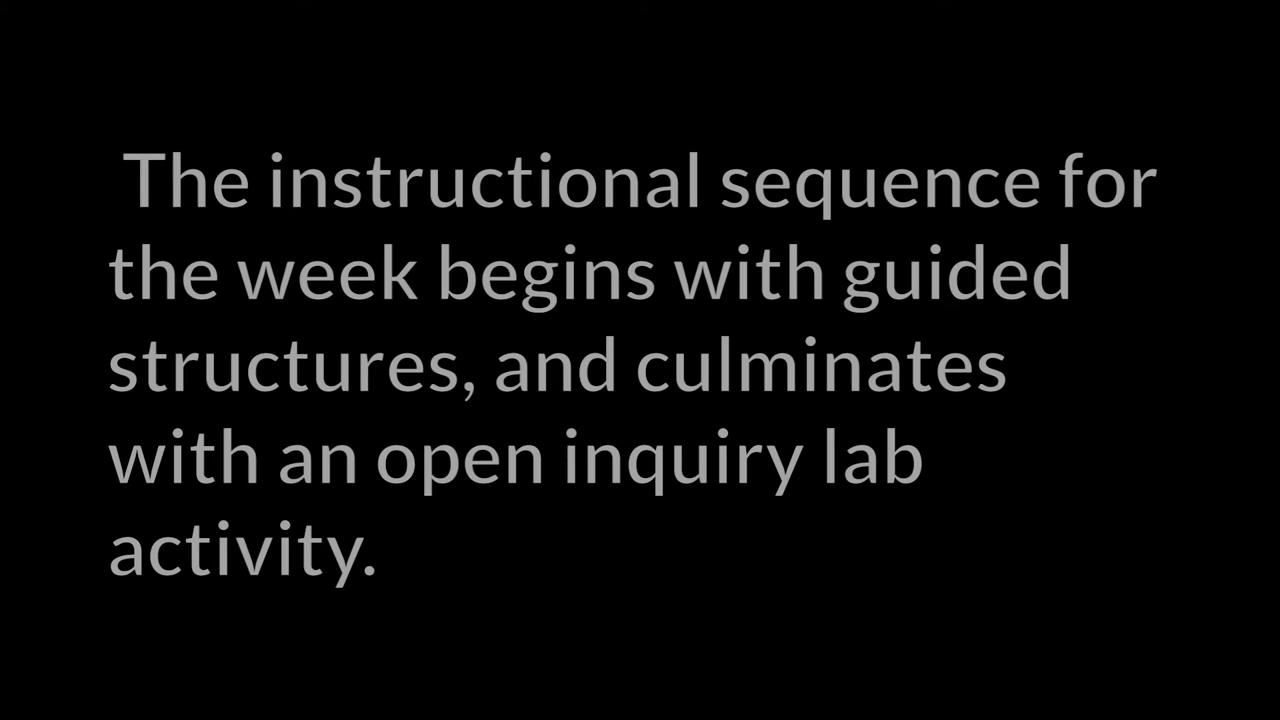 The instructional sequence for
the week begins with guided
structures, and culminates
with an open inquiry lab
activity.